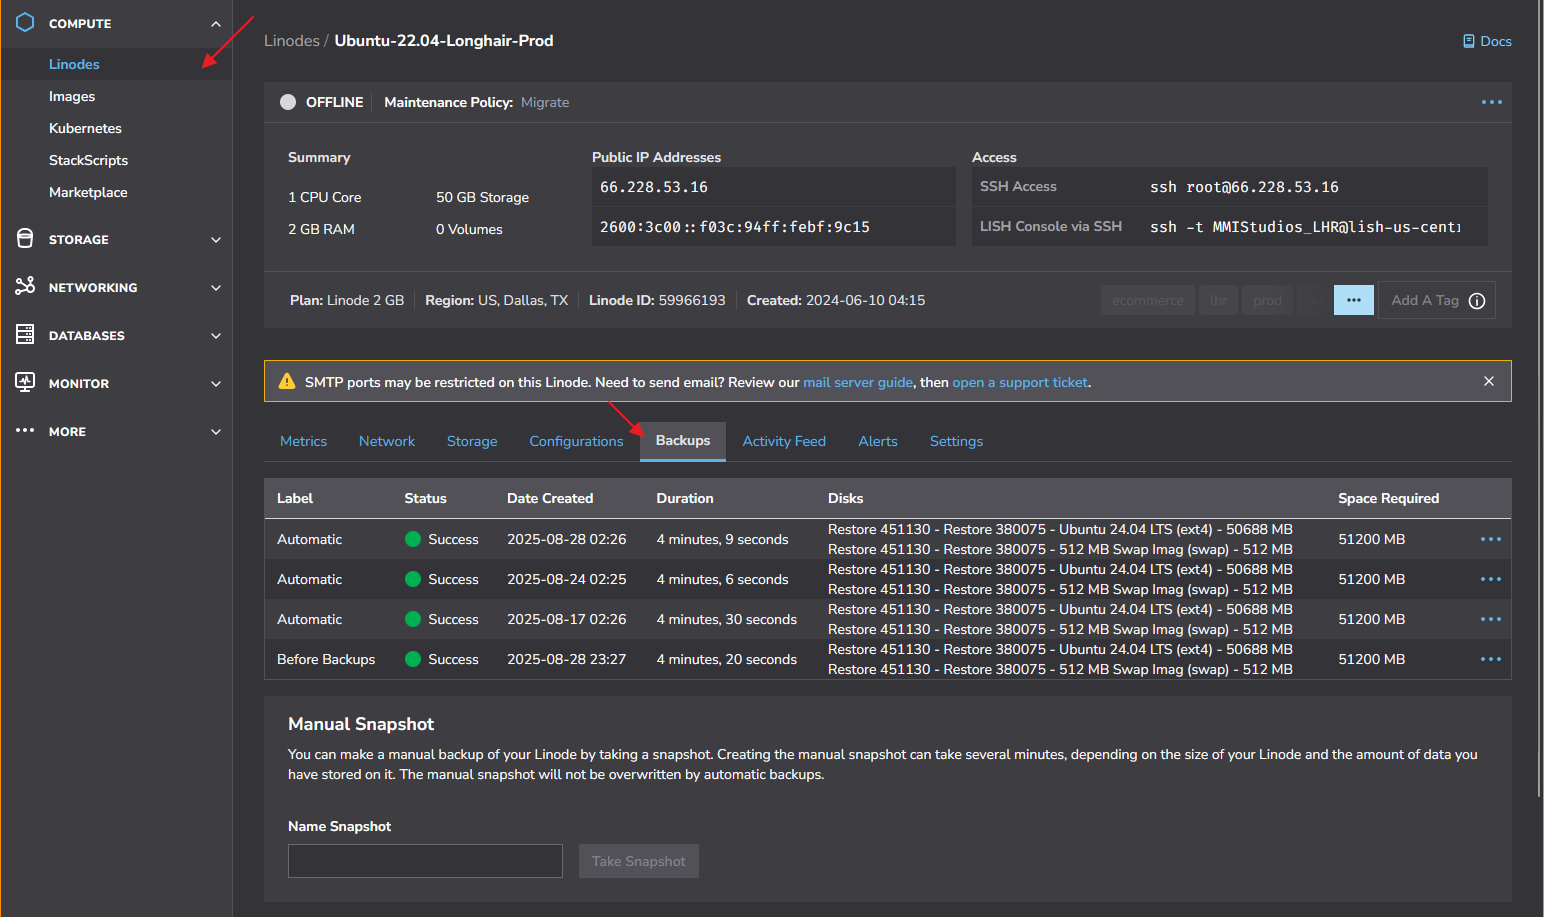 COMPUTE
Linodes
Images
Kubernetes
StackScripts
Marketplace
STORAGE
NETWORKING
DATABASES
MONITOR
MORE
Linodes / Ubuntu-22.04-Longhair-Prod
Docs
OFFLINE Maintenance Policy: Migrate
Summary
1 CPU Core 50 GB Storage
2 GB RAM 0 Volumes
Public IP Addresses
66.228.53.16
2600:3c00::f03c:94ff:febf:9c15
Access
SSH Access ssh root@66.228.53.16
LISH Console via SSH ssh -t MMIStudios_LHR@lish-us-cent
Plan: Linode 2 GB Region: US, Dallas, TX Linode ID: 59966193 Created: 2024-06-10 04:15
ecommerce lhr prod Add A Tag
SMTP ports may be restricted on this Linode. Need to send email? Review our mail server guide, then open a support ticket.
Metrics Network Storage Configurations Backups Activity Feed Alerts Settings
Label Status Date Created Duration Disks Space Required
Automatic Success 2025-08-28 02:26 4 minutes, 9 seconds Restore 451130 - Restore 380075 - Ubuntu 24.04 LTS (ext4) - 50688 MB 51200 MB
Restore 451130 - Restore 380075 - 512 MB Swap Imag (swap) - 512 MB
Automatic Success 2025-08-24 02:25 4 minutes, 6 seconds Restore 451130 - Restore 380075 - Ubuntu 24.04 LTS (ext4) - 50688 MB 51200 MB
Restore 451130 - Restore 380075 - 512 MB Swap Imag (swap) - 512 MB
Automatic Success 2025-08-17 02:26 4 minutes, 30 seconds Restore 451130 - Restore 380075 - Ubuntu 24.04 LTS (ext4) - 50688 MB 51200 MB
Restore 451130 - Restore 380075 - 512 MB Swap Imag (swap) - 512 MB
Before Backups Success 2025-08-28 23:27 4 minutes, 20 seconds Restore 451130 - Restore 380075 - Ubuntu 24.04 LTS (ext4) - 50688 MB 51200 MB
Restore 451130 - Restore 380075 - 512 MB Swap Imag (swap) - 512 MB
Manual Snapshot
You can make a manual backup of your Linode by taking a snapshot. Creating the manual snapshot can take several minutes, depending on the size of your Linode and the amount of data you
have stored on it. The manual snapshot will not be overwritten by automatic backups.
Name Snapshot
Take Snapshot